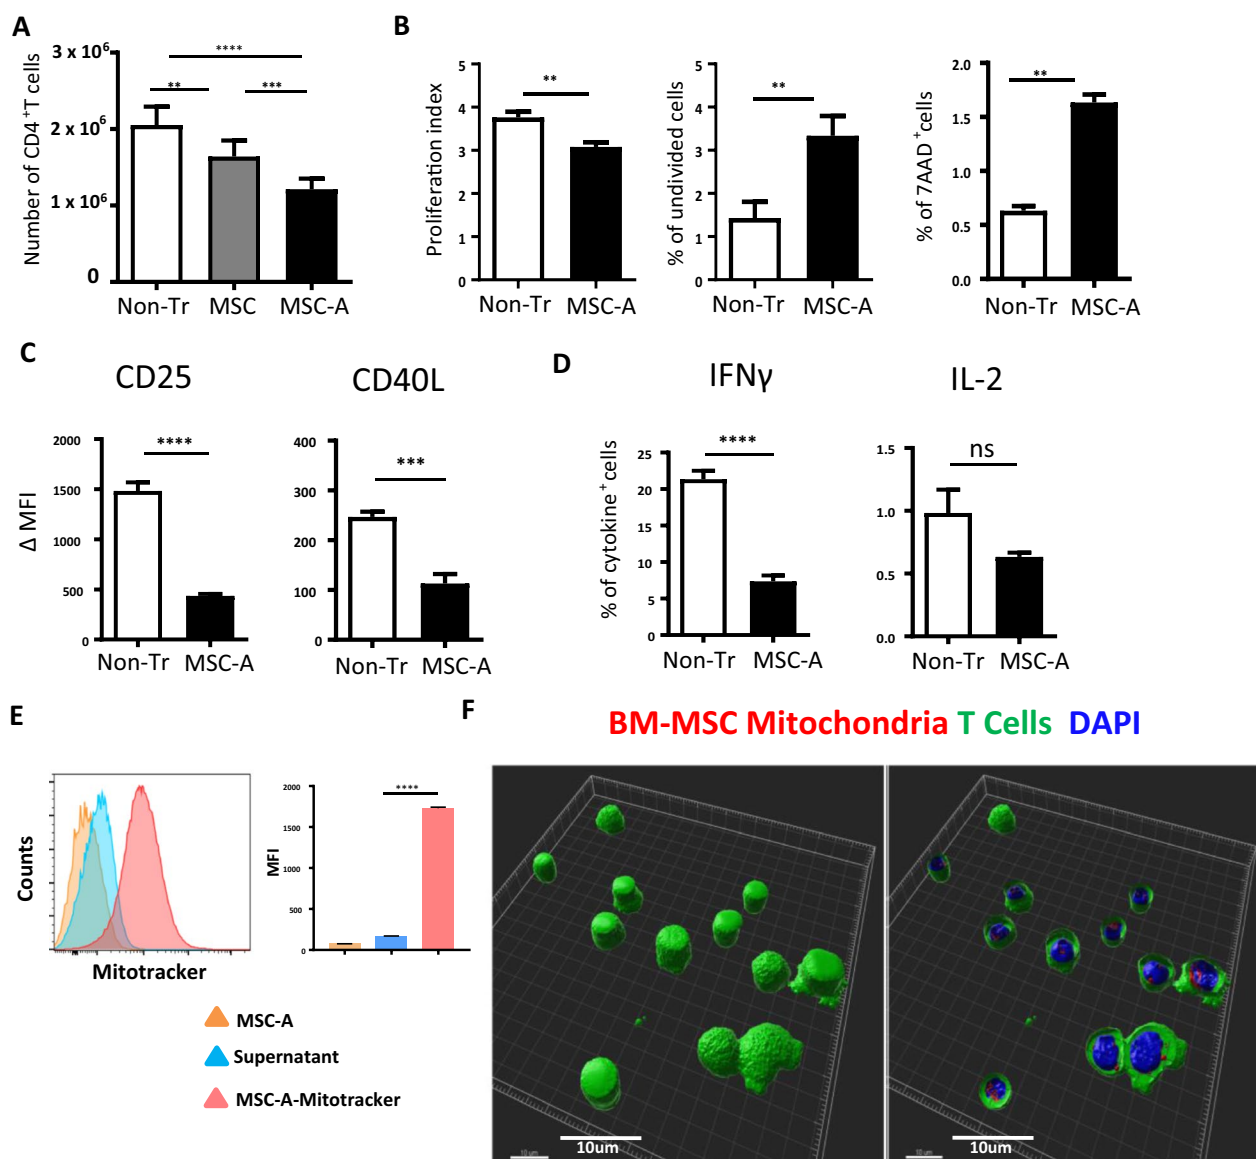 A
3 x 10⁶
2 x 10⁶
1 x 10⁶
0
Number of CD4⁺T cells
****
**
***
Non-Tr MSC MSC-A
B
5
4
3
2
1
0
Proliferation index
**
Non-Tr MSC-A
5
4
3
2
1
0
% of undivided cells
**
Non-Tr MSC-A
2.0
1.5
1.0
0.5
0.0
% of 7AAD⁺cells
**
Non-Tr MSC-A
C
CD25
2000
1500
1000
500
0
Δ MFI
****
Non-Tr MSC-A
CD40L
400
300
200
100
0
***
Non-Tr MSC-A
D
IFNγ
25
20
15
10
5
0
% of cytokine⁺ cells
****
Non-Tr MSC-A
IL-2
1.5
1.0
0.5
0.0
ns
Non-Tr MSC-A
E
Counts
Mitotracker
2000
1500
1000
500
0
MFI
****
MSC-A
Supernatant
MSC-A-Mitotracker
F
BM-MSC Mitochondria T Cells DAPI
10um
10 um
10um
10 um